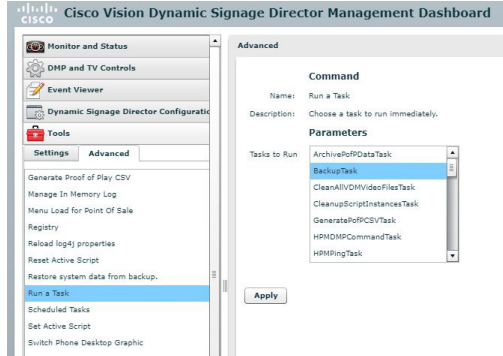 CISCO
Cisco Vision Dynamic Signage Director Management Dashboard
Monitor and Status
DMP and TV Controls
Event Viewer
Dynamic Signage Director Configuratic
Tools
Settings
Advanced
Generate Proof of Play CSV
Manage In Memory Log
Menu Load for Point Of Sale
Registry
Reload log4j properties
Reset Active Script
Restore system data from backup.
Run a Task
Scheduled Tasks
Set Active Script
Switch Phone Desktop Graphic
Advanced
Command
Name: Run a Task
Description: Choose a task to run immediately.
Parameters
Tasks to Run
ArchivePofPDataTask
BackupTask
CleanAllVDMVideoFilesTask
CleanupScriptInstancesTask
GeneratePofPCSVTask
HPMDMPCommandTask
HPMPingTask
Apply